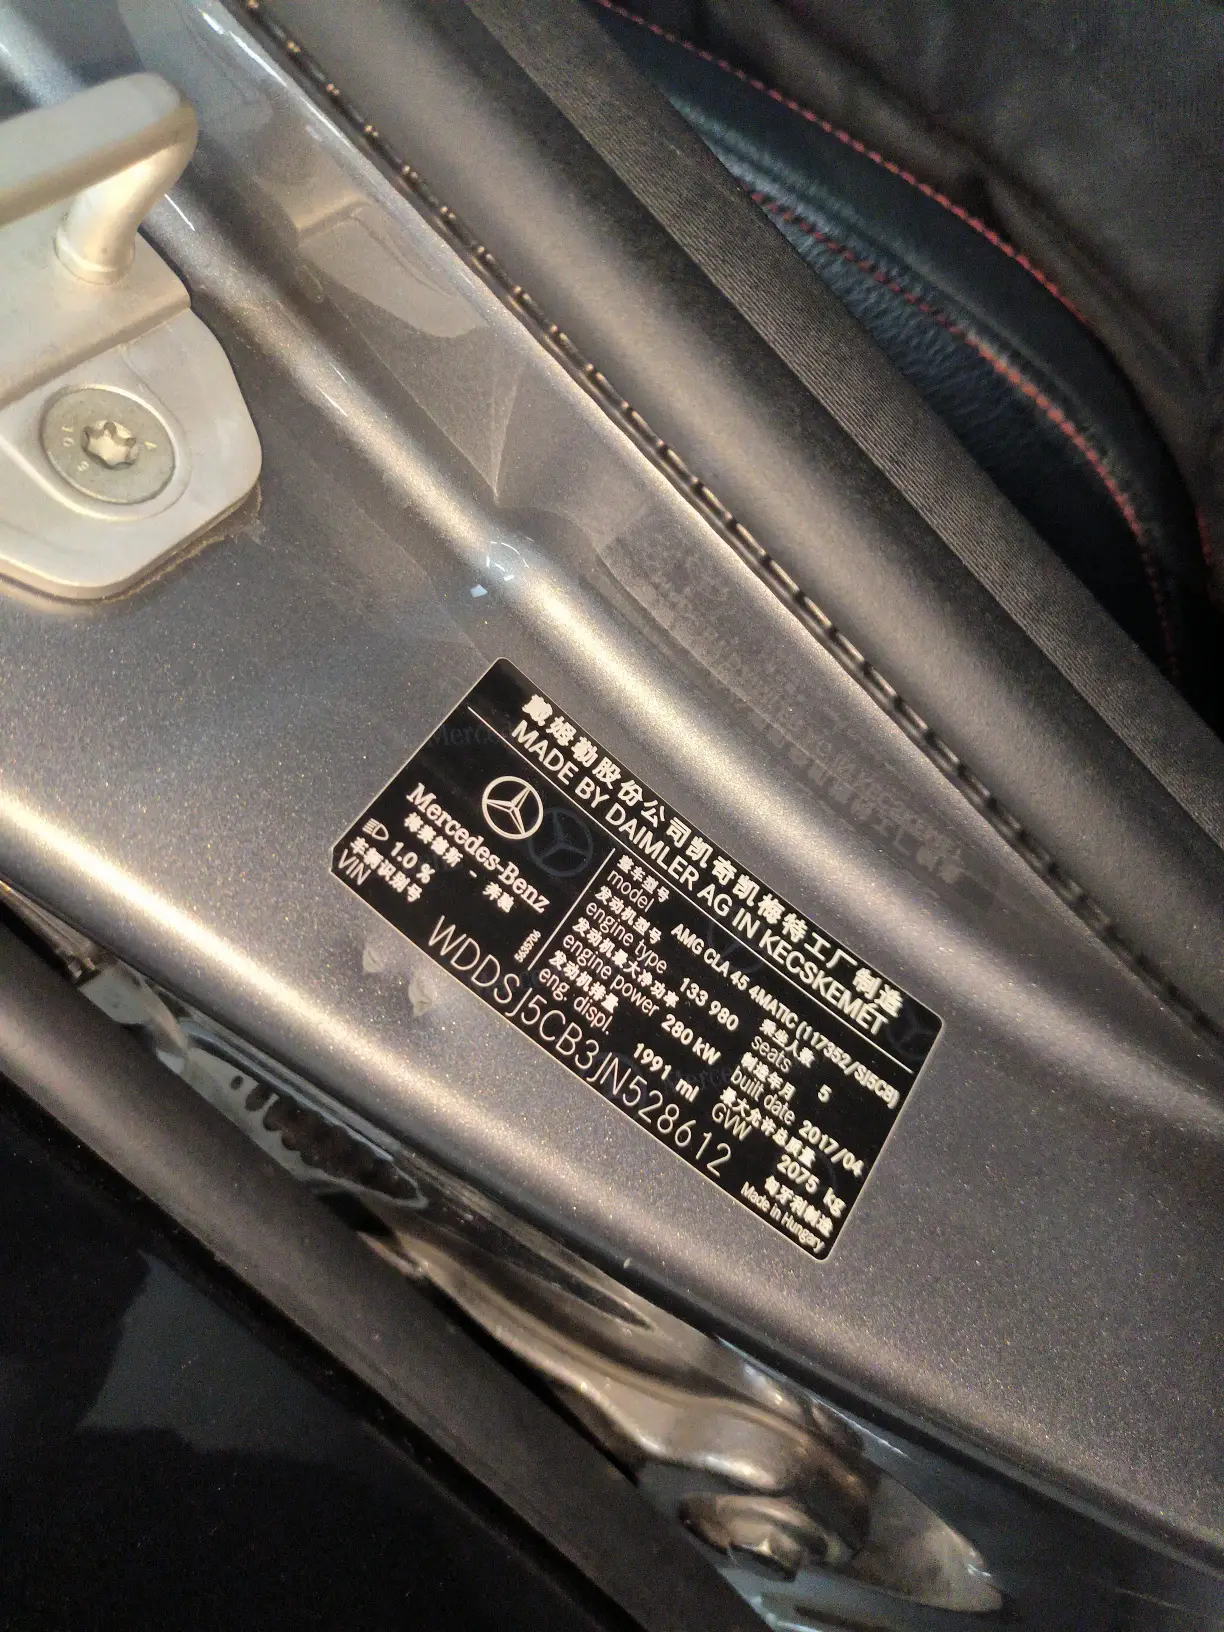 戴姆勒股份公司凯奇凯梅特工厂制造
MADE BY DAIMLER AG IN KECSKEMET
Mercedes-Benz
梅赛德斯 - 奔驰
1.0 %
车辆识别号
VIN
WDDSJ5CB3JN528612
整车型号
model AMG CLA 45 4MATIC (117352/SJ5CB)
发动机型号
engine type 133 980
发动机最大净功率
engine power 280 kW
发动机排量
eng. displ. 1991 ml
乘坐人数
seats 5
制造年月
built date 2017/04
最大允许总质量
GVW 2075 kg
匈牙利制造
Made in Hungary